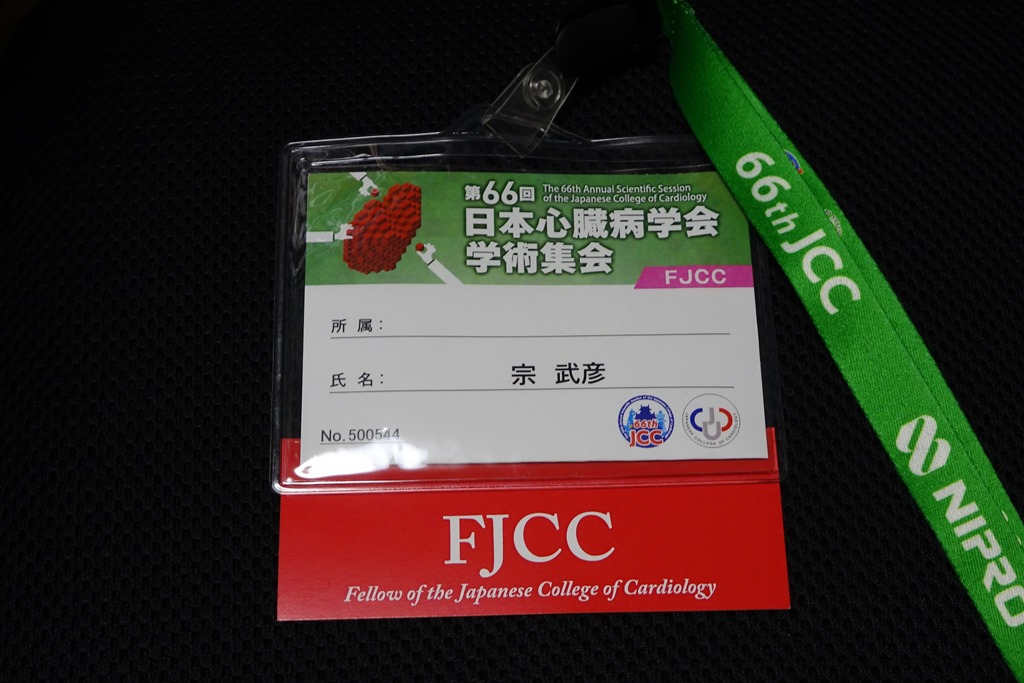 第66回
The 66th Annual Scientific Session
of the Japanese College of Cardiology
日本心臓病学会
学術集会
FJCC
所 属：
氏 名： 宗 武彦
No.500544
66th
JCC
FJCC
Fellow of the Japanese College of Cardiology
66th JCC
NIPRO